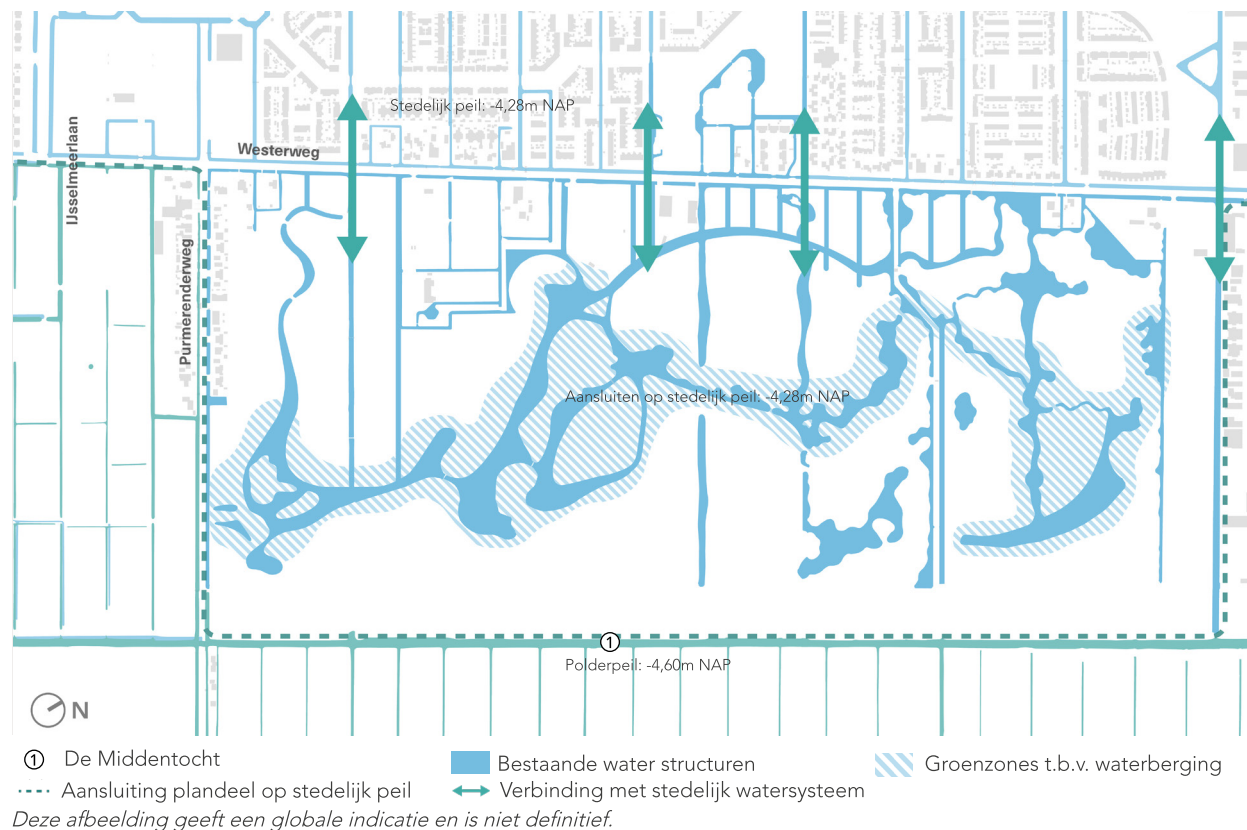 Stedelijk peil: -4,28m NAP
IJsselmeerlaan
Westerweg
Purmerenderweg
Aansluiten op stedelijk peil: -4,28m NAP
1
Polderpeil: -4,60m NAP
N
1 De Middentocht
Bestaande water structuren
Groenzones t.b.v. waterberging
Aansluiting plandeel op stedelijk peil
Verbinding met stedelijk watersysteem
Deze afbeelding geeft een globale indicatie en is niet definitief.